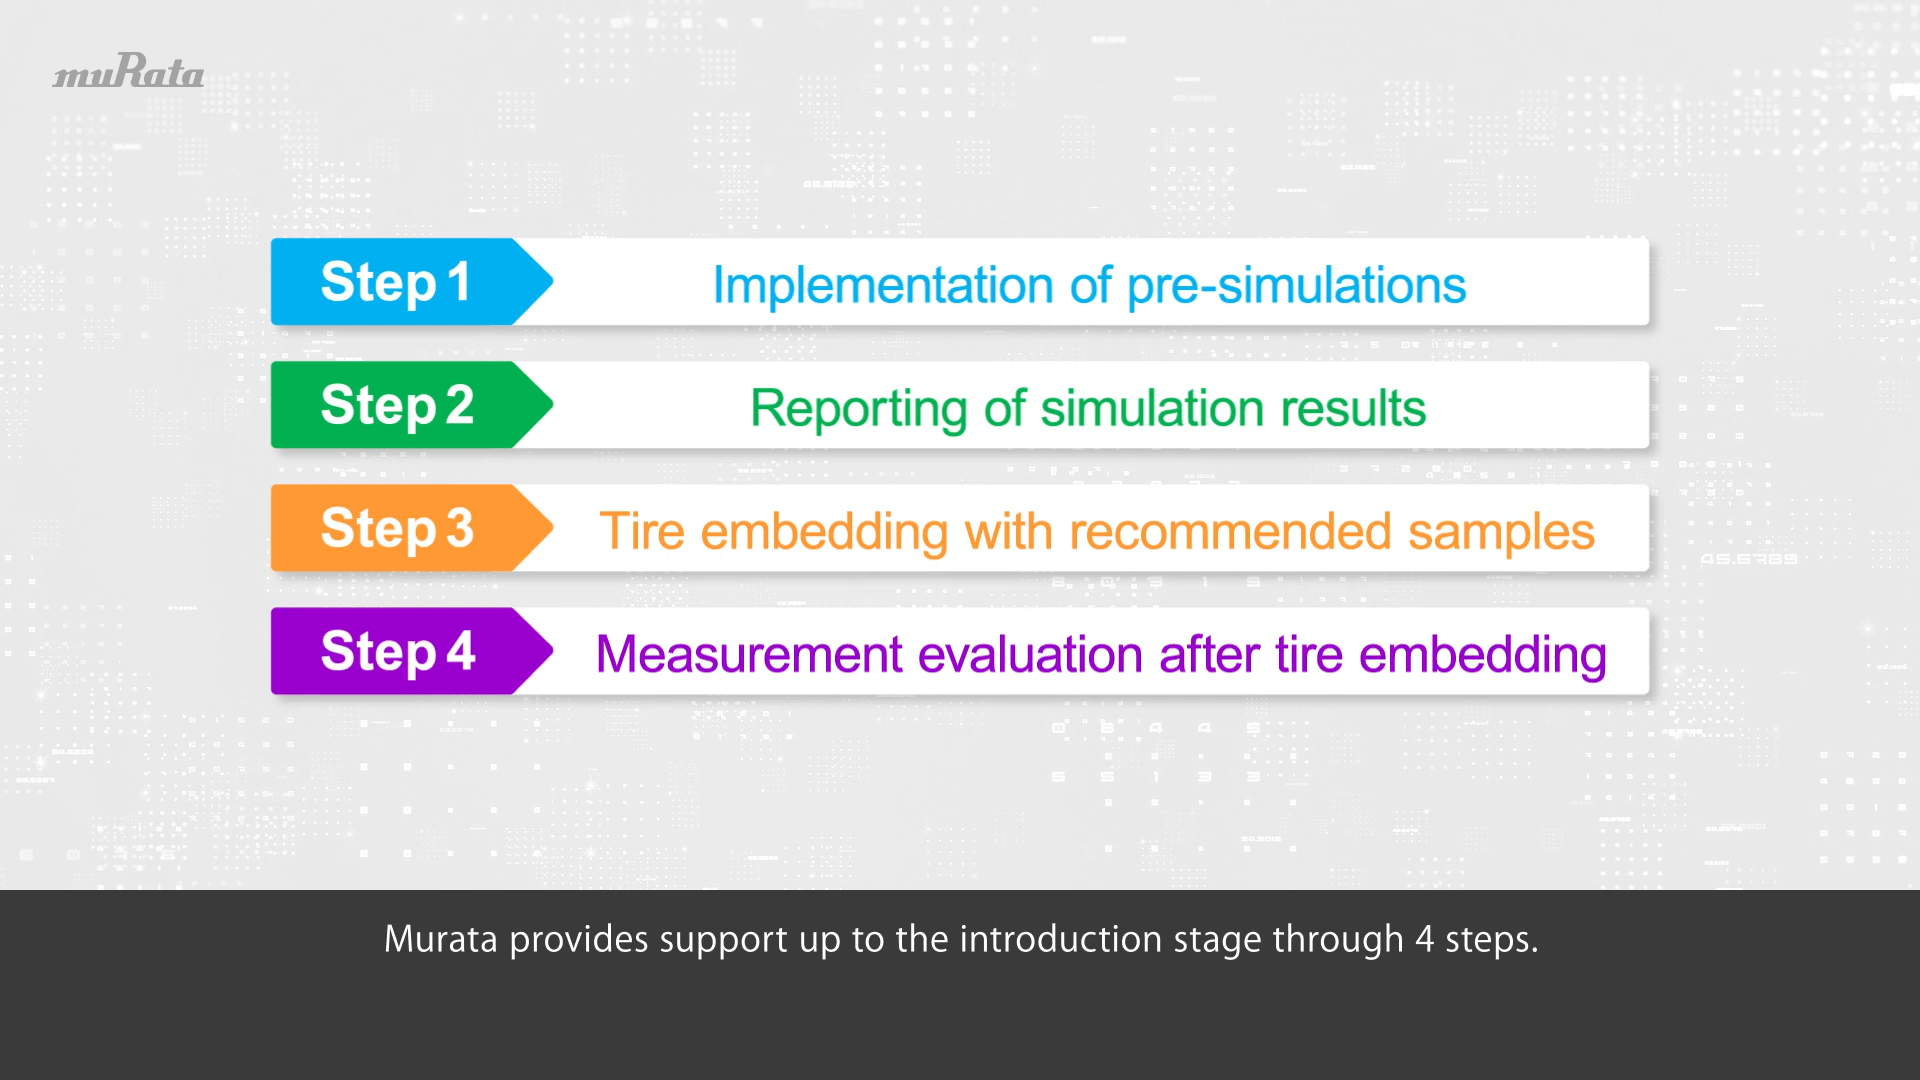 muRata
Step 1
Implementation of pre-simulations
Step 2
Reporting of simulation results
Step 3
Tire embedding with recommended samples
45.6789
Step 4
Measurement evaluation after tire embedding
Murata provides support up to the introduction stage through 4 steps.